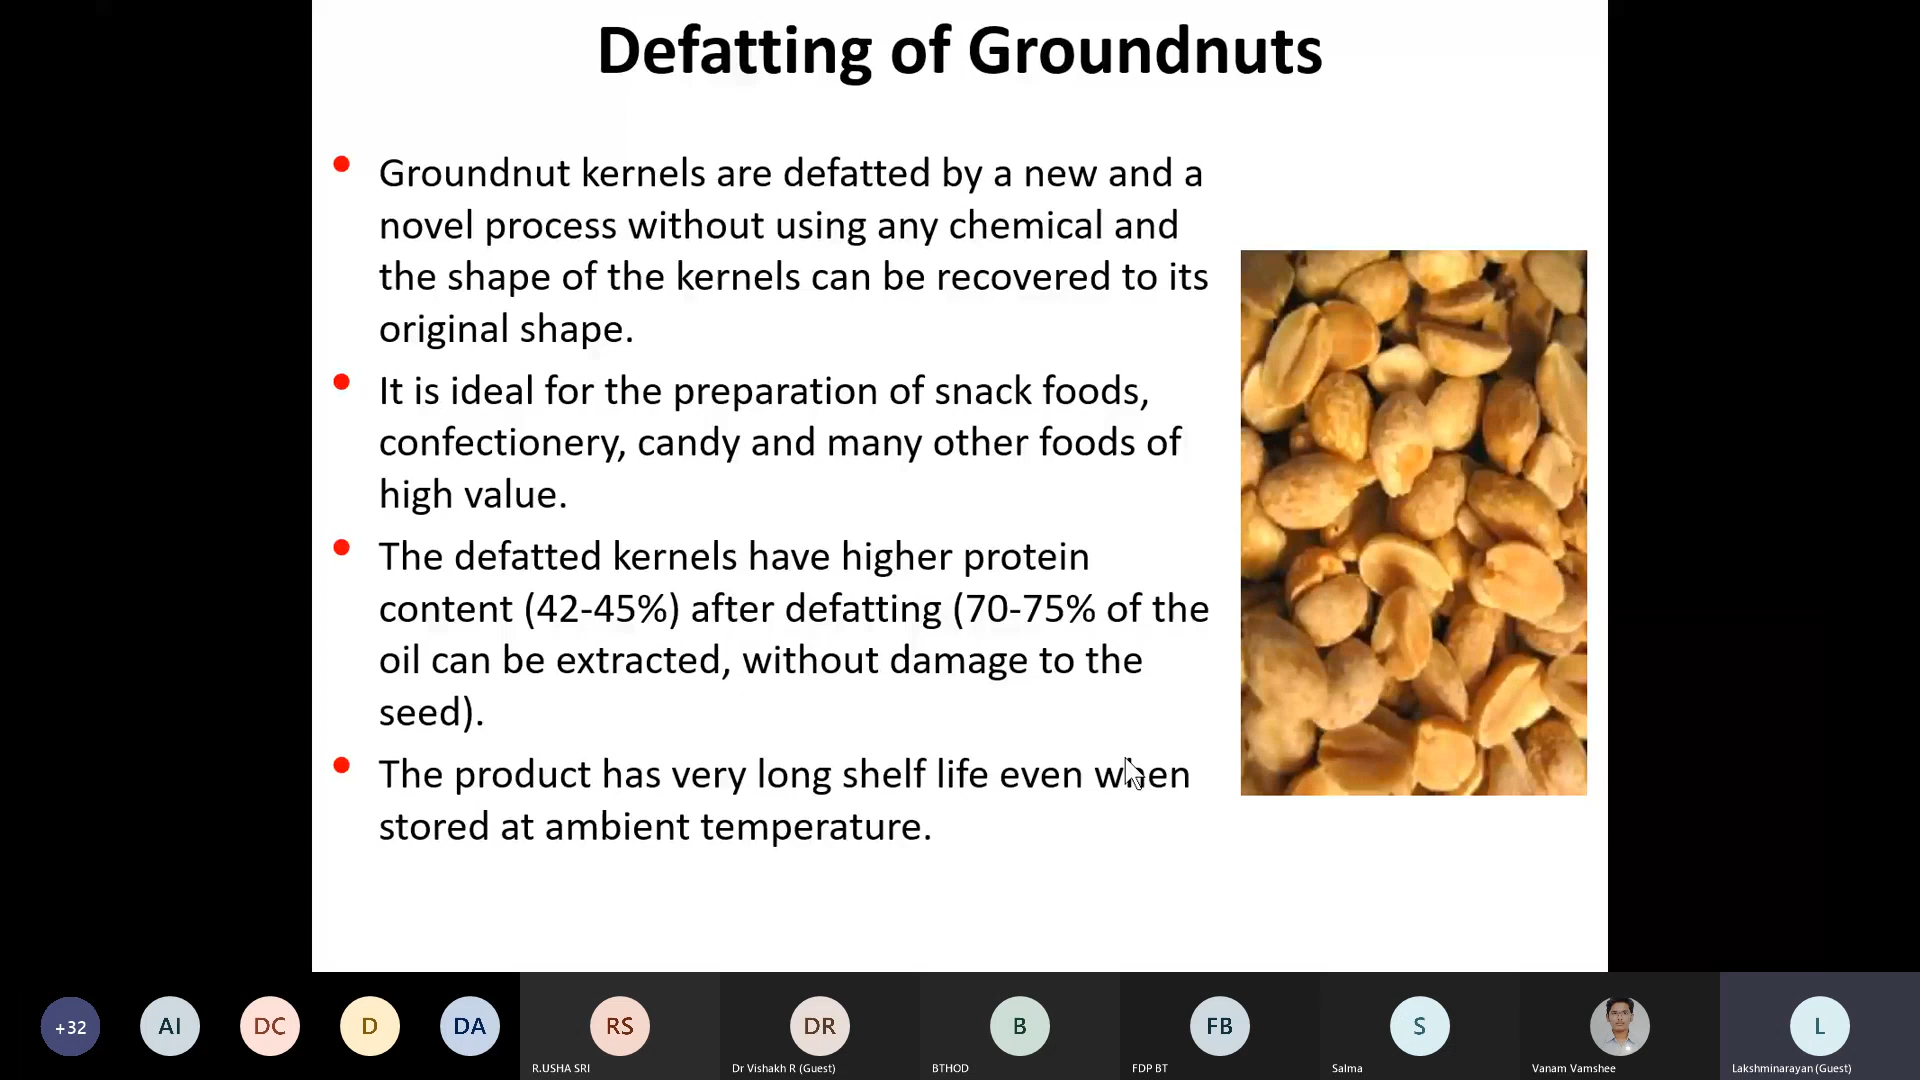 Defatting of Groundnuts
Groundnut kernels are defatted by a new and a
novel process without using any chemical and
the shape of the kernels can be recovered to its
original shape.
It is ideal for the preparation of snack foods,
confectionery, candy and many other foods of
high value.
The defatted kernels have higher protein
content (42-45%) after defatting (70-75% of the
oil can be extracted, without damage to the
seed).
The product has very long shelf life even when
stored at ambient temperature.
+32
AI
DC
D
DA
RS
DR
B
FB
S
L
R.USHA SRI
Dr Vishakh R (Guest)
BTHOD
FDP BT
Salma
Vanam Vamshee
Lakshminarayan (Guest)